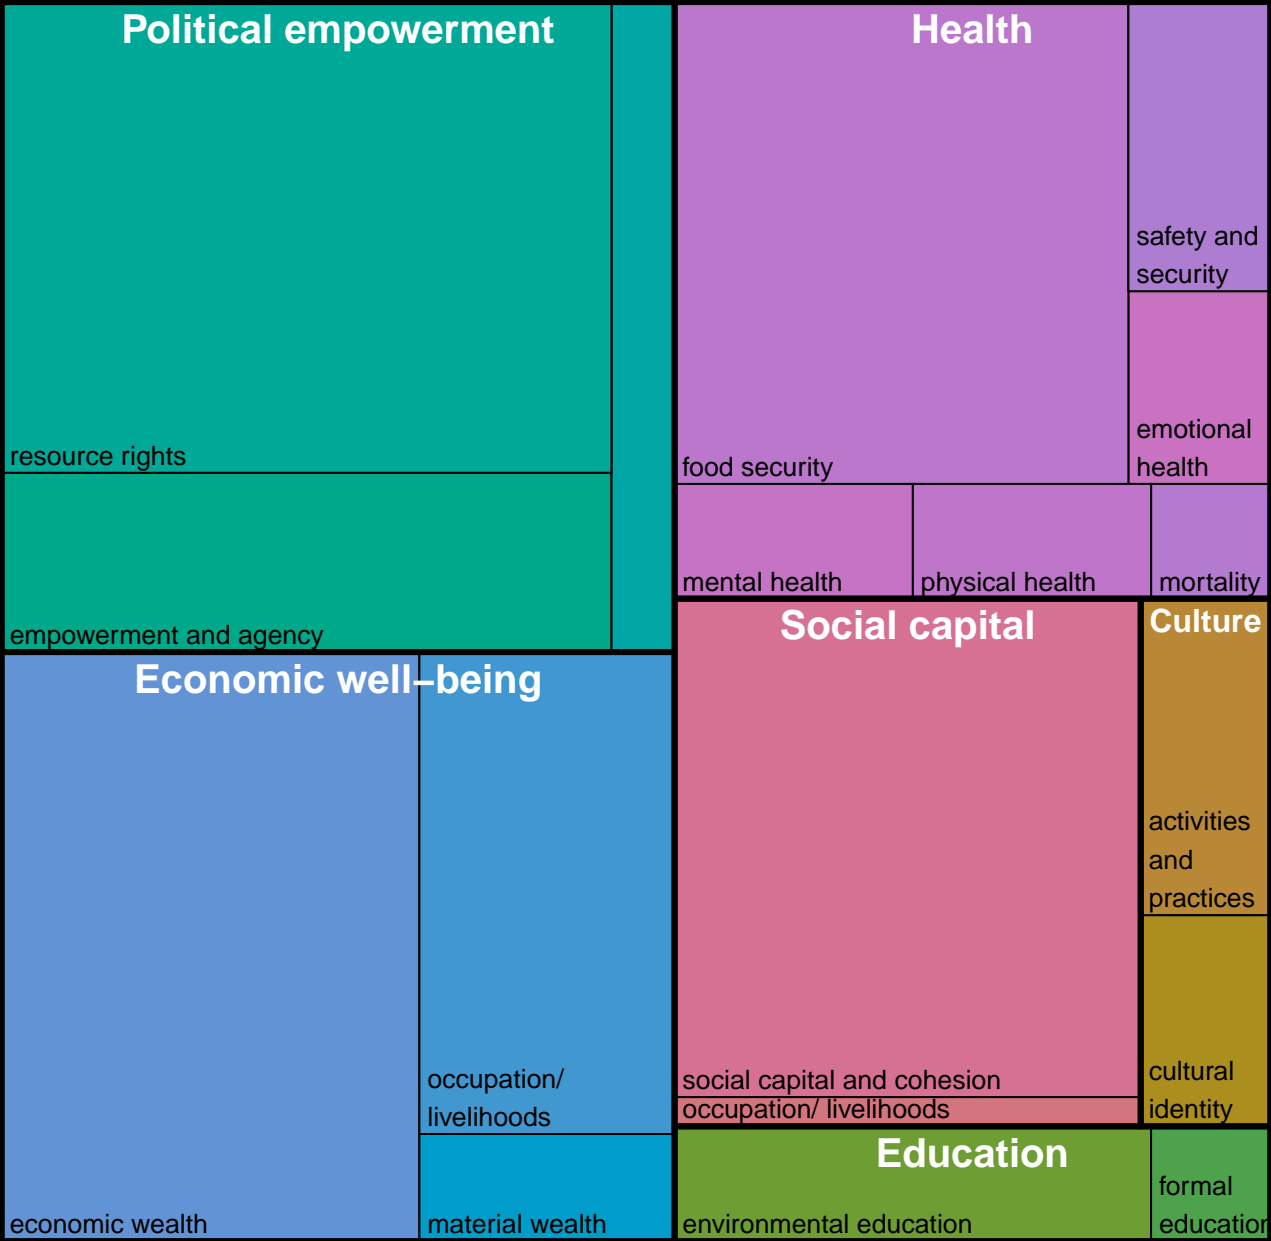 Political empowerment
resource rights
empowerment and agency
Health
food security
safety and
security
emotional
health
mental health
physical health
mortality
Economic well–being
economic wealth
occupation/
livelihoods
material wealth
Social capital
social capital and cohesion
occupation/ livelihoods
Culture
activities
and
practices
cultural
identity
Education
environmental education
formal
education